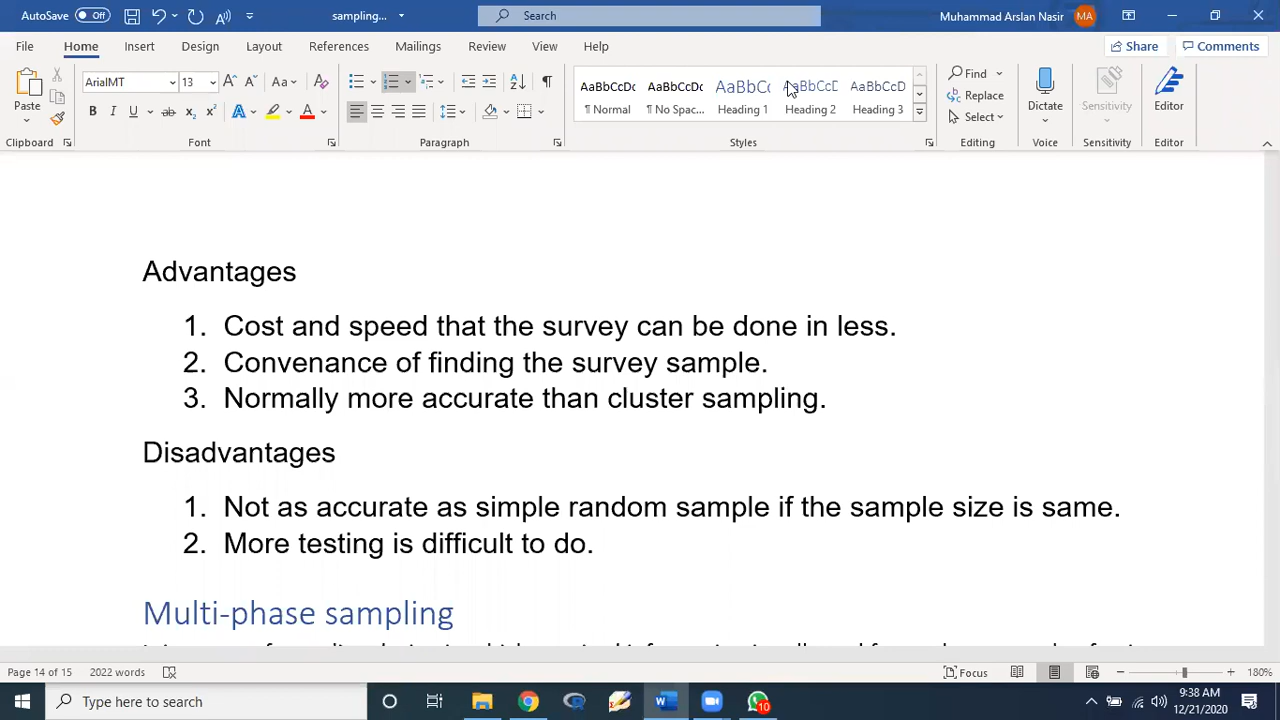 AutoSave Off sampling... Search Muhammad Arslan Nasir MA
File Home Insert Design Layout References Mailings Review View Help Share Comments
Paste ArialMT 13 AaBbCcDc AaBbCcDc AaBbCc AaBbCcD AaBbCcD Find Dictate Sensitivity Editor
¶ Normal ¶ No Spac... Heading 1 Heading 2 Heading 3 Replace
Select
Clipboard Font Paragraph Styles Editing Voice Sensitivity Editor
Advantages
1. Cost and speed that the survey can be done in less.
2. Convenance of finding the survey sample.
3. Normally more accurate than cluster sampling.
Disadvantages
1. Not as accurate as simple random sample if the sample size is same.
2. More testing is difficult to do.
Multi-phase sampling
Page 14 of 15 2022 words Focus 180%
Type here to search 10 9:38 AM
12/21/2020